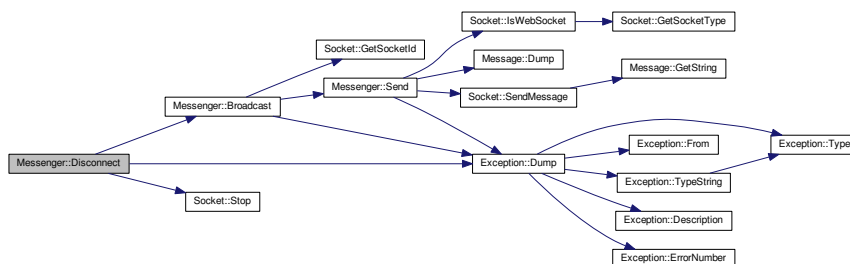 Messenger::Disconnect
Messenger::Broadcast
Socket::Stop
Socket::GetSocketId
Messenger::Send
Exception::Dump
Socket::IsWebSocket
Message::Dump
Socket::SendMessage
Socket::GetSocketType
Message::GetString
Exception::From
Exception::TypeString
Exception::Description
Exception::ErrorNumber
Exception::Type